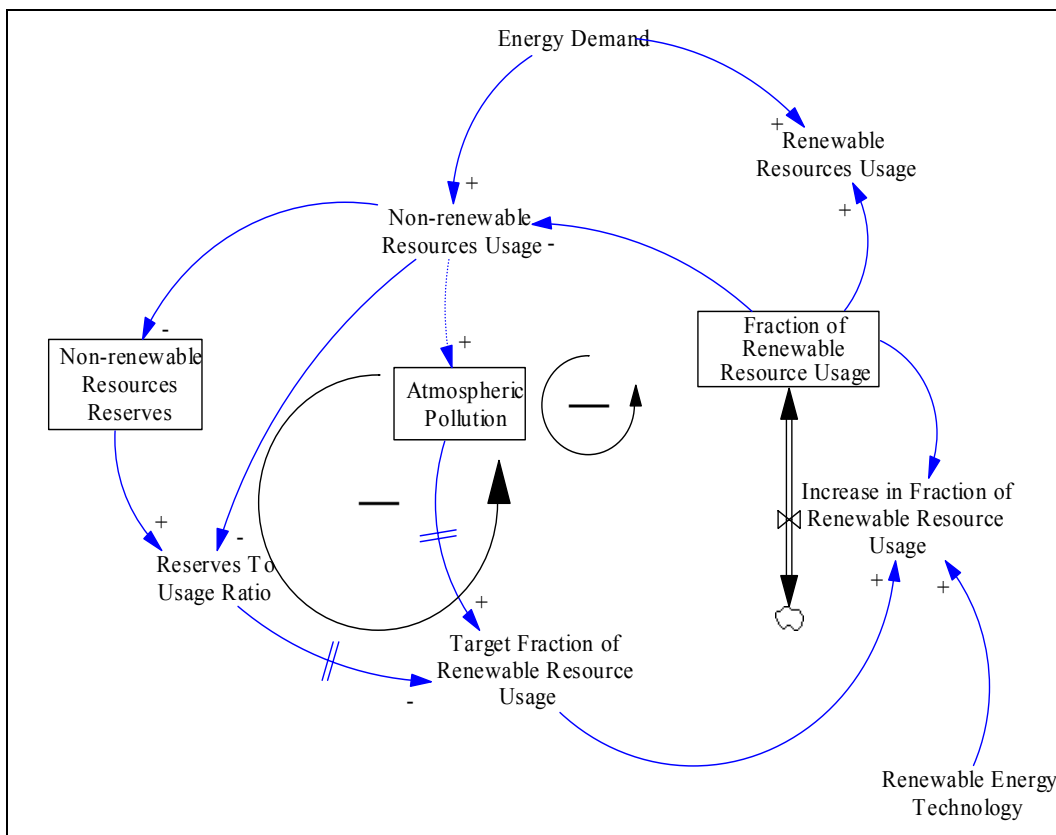 Energy Demand
+
Renewable
Resources Usage
+
+
Non-renewable
Resources Usage
-
-
Non-renewable
Resources
Reserves
+
Atmospheric
Pollution
Fraction of
Renewable
Resource Usage
Increase in Fraction of
Renewable Resource
Usage
+
-
Reserves To
Usage Ratio
+
+
+
Target Fraction of
Renewable Resource
Usage
-
Renewable Energy
Technology